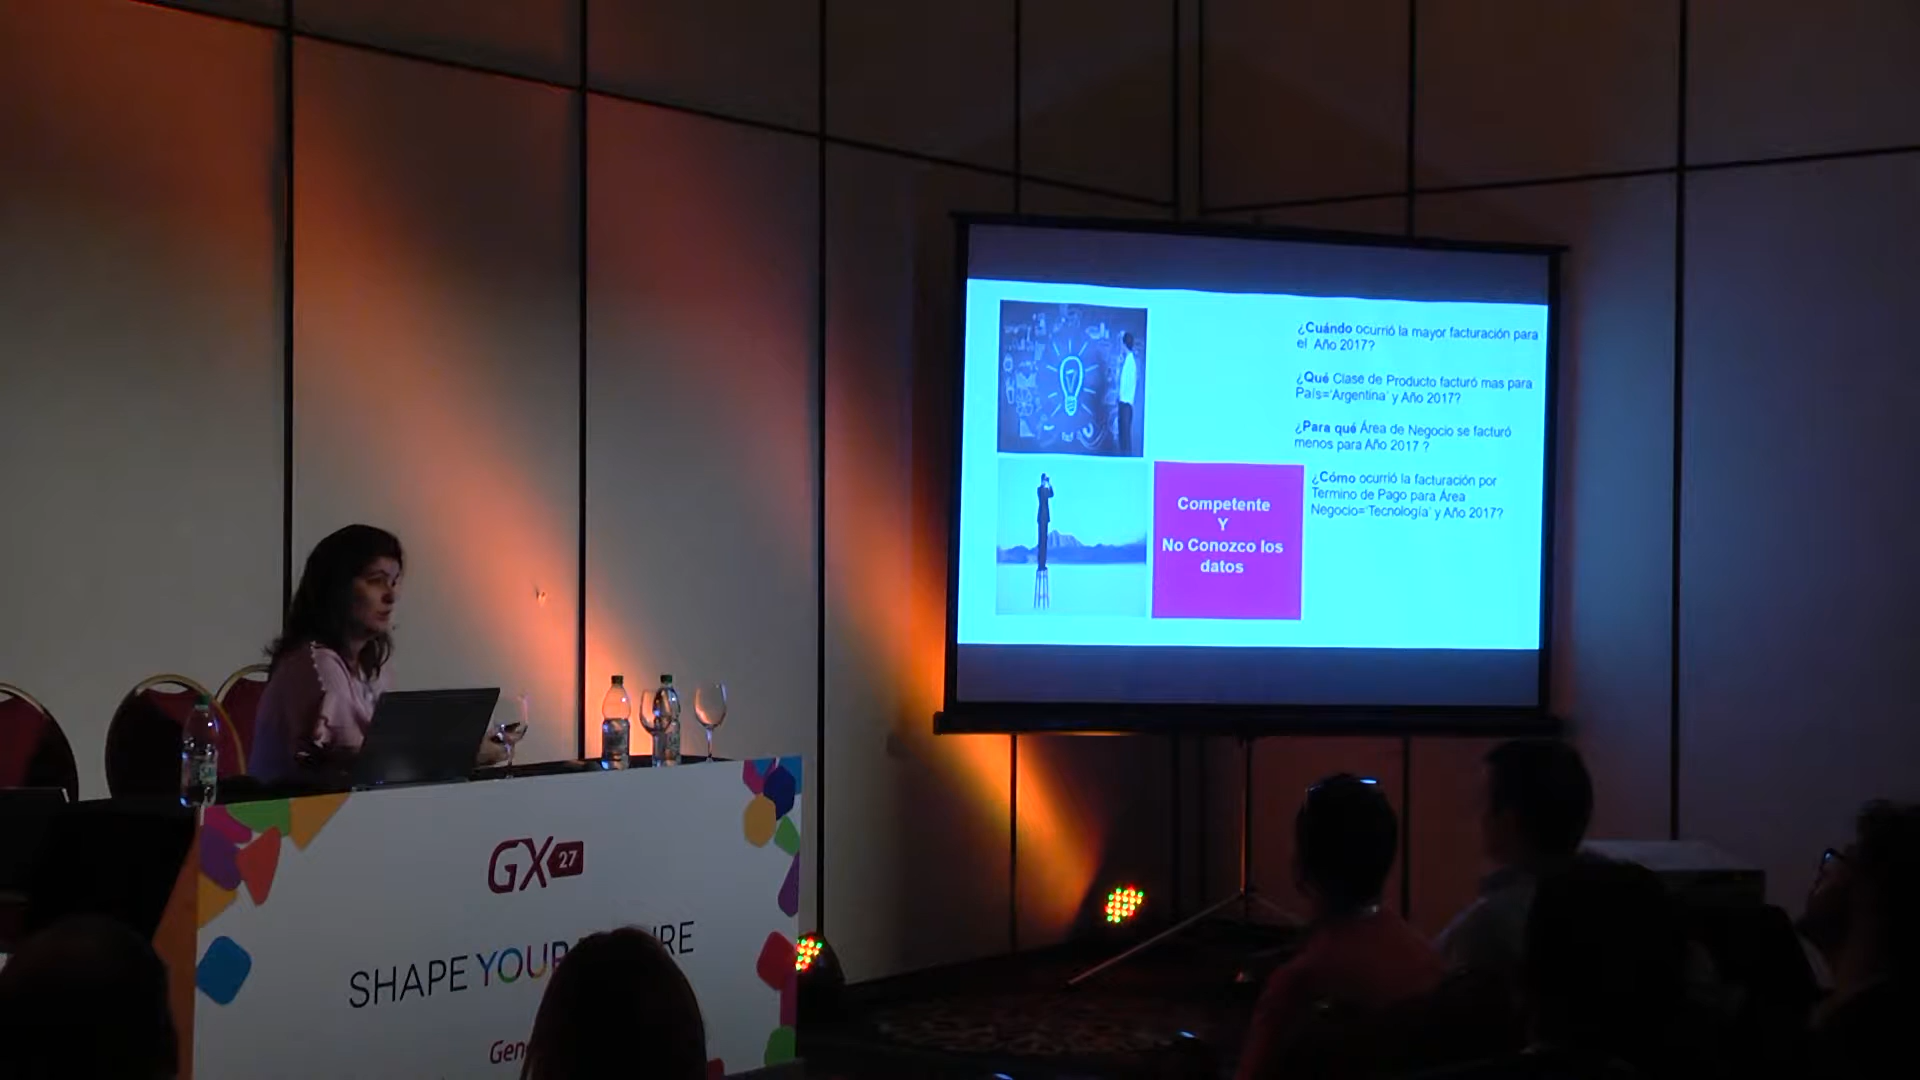 ¿Cuándo ocurrió la mayor facturación para
el Año 2017?
¿Qué Clase de Producto facturó mas para
País='Argentina' y Año 2017?
¿Para qué Área de Negocio se facturó
menos para Año 2017 ?
¿Cómo ocurrió la facturación por
Termino de Pago para Área
Negocio='Tecnología' y Año 2017?
Competente
Y
No Conozco los
datos
GX 27
SHAPE YOUR